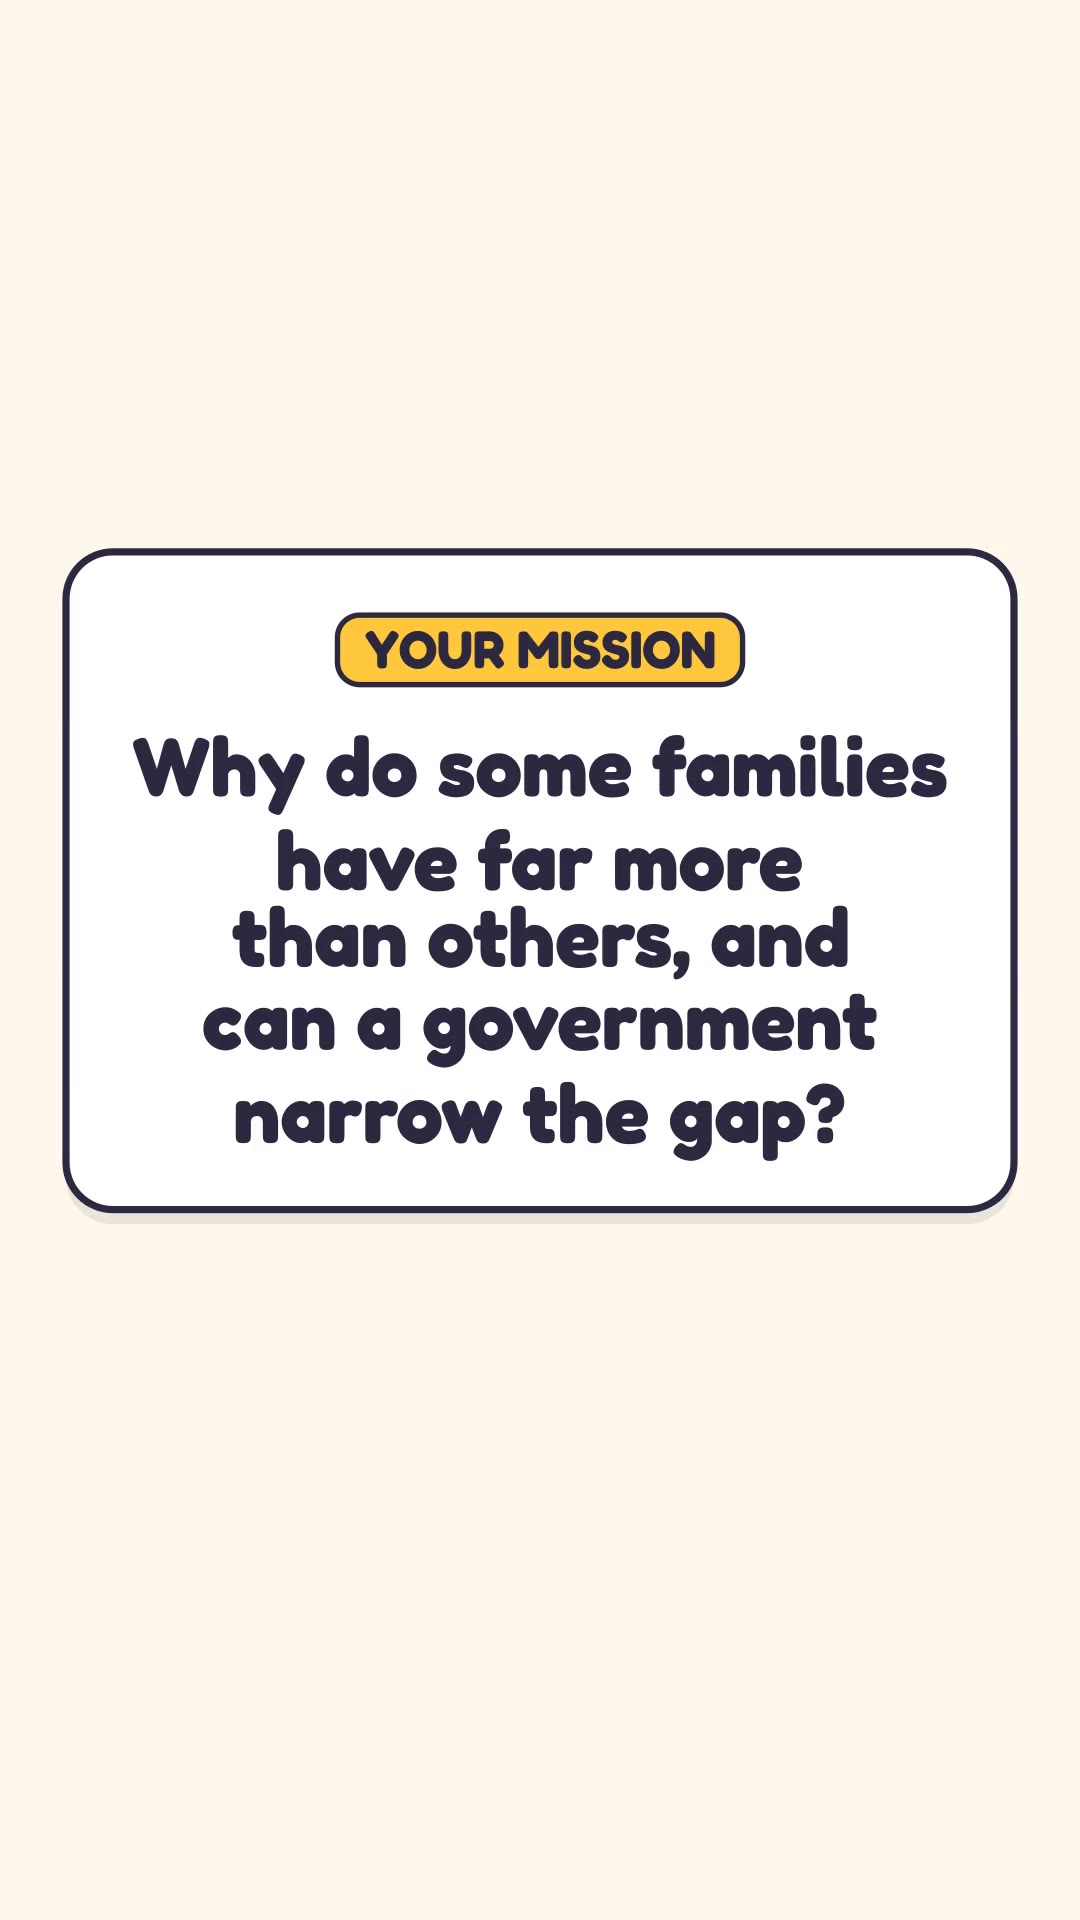 YOUR MISSION
Why do some families
have far more
than others, and
can a government
narrow the gap?